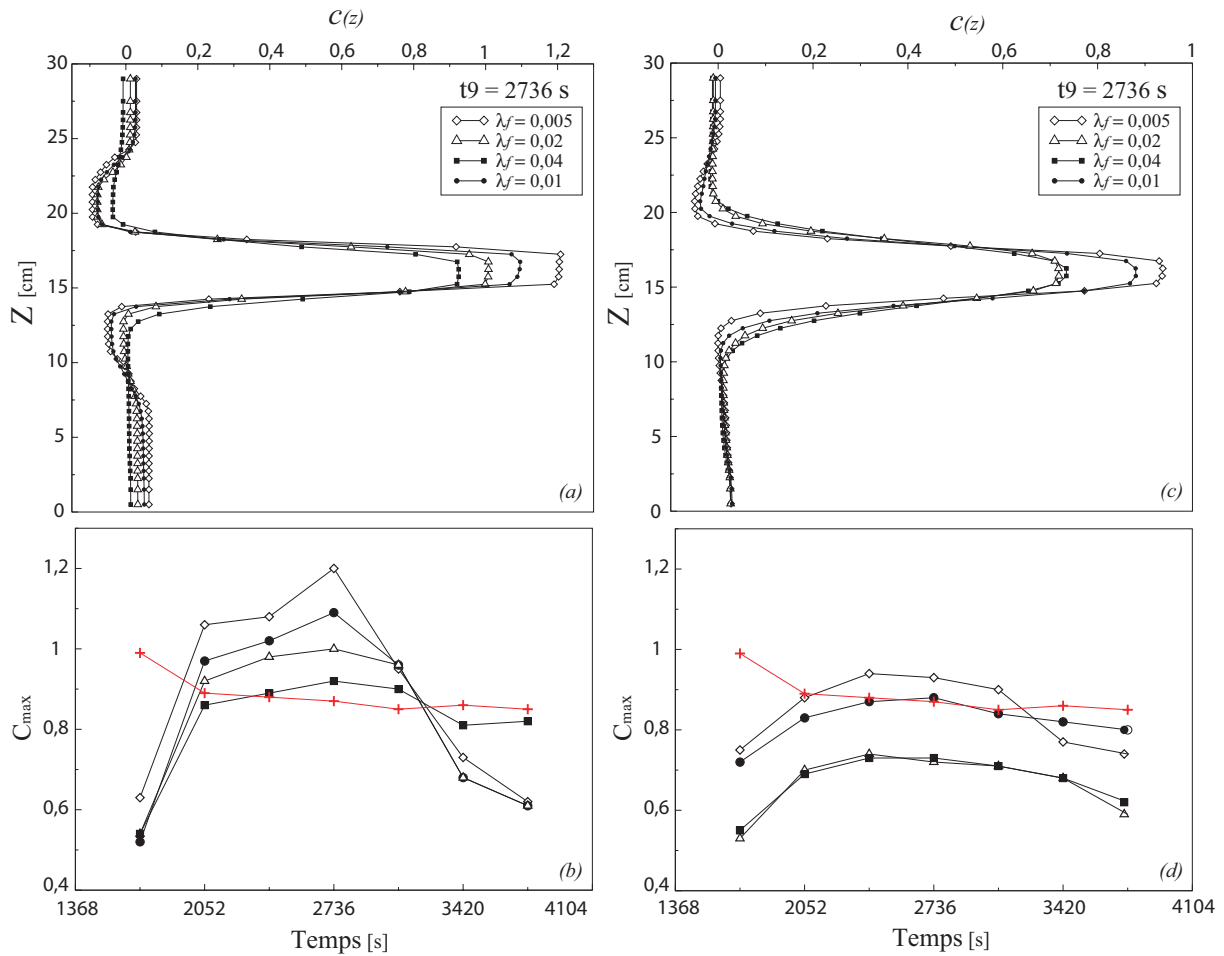 c(z)
0 0,2 0,4 0,6 0,8 1 1,2
30
25
20
15
10
5
0
Z [cm]
t9 = 2736 s
λf = 0,005
λf = 0,02
λf = 0,04
λf = 0,01
(a)
c(z)
0 0,2 0,4 0,6 0,8 1
30
25
20
15
10
5
0
Z [cm]
t9 = 2736 s
λf = 0,005
λf = 0,02
λf = 0,04
λf = 0,01
(c)
1,2
1
0,8
0,6
0,4
Cmax
(b)
1368 2052 2736 3420 4104
Temps [s]
1,2
1
0,8
0,6
0,4
Cmax
(d)
1368 2052 2736 3420 4104
Temps [s]